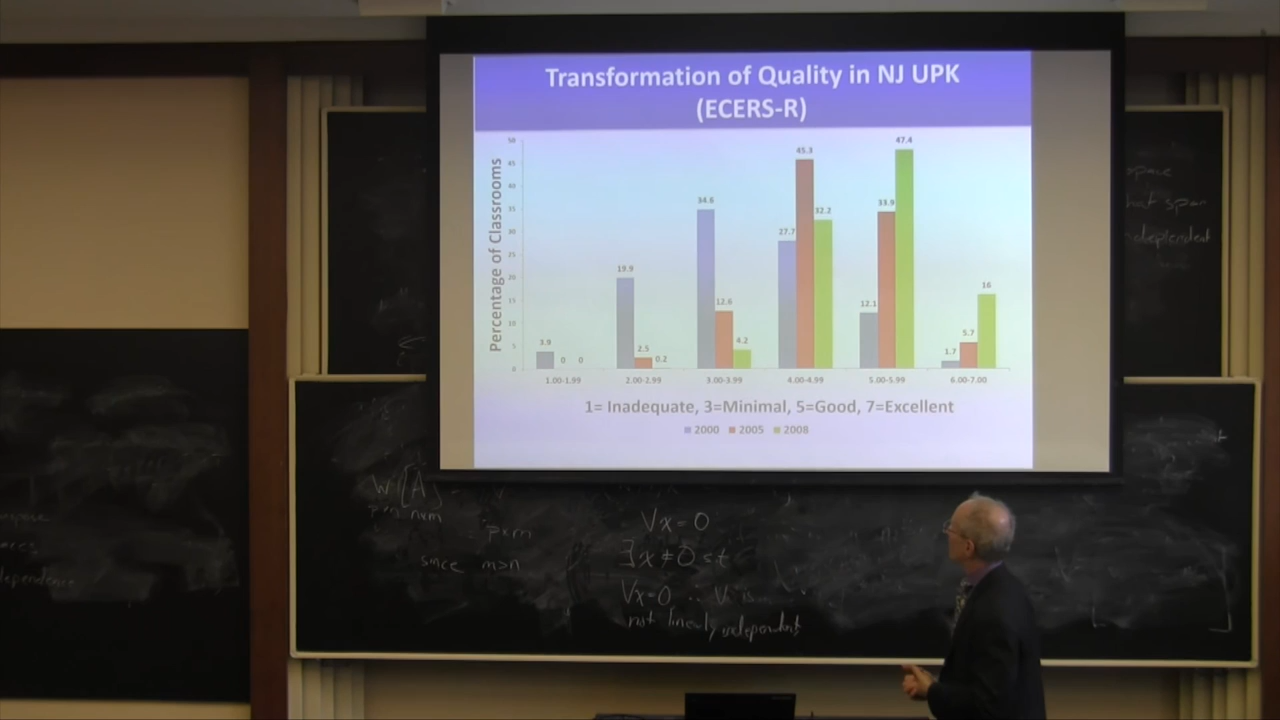 Transformation of Quality in NJ UPK
(ECERS-R)
Percentage of Classrooms
50
45
40
35
30
25
20
15
10
5
0
3.9 0 0
19.9 2.5 0.2
34.6 12.6 4.2
27.7 45.3 32.2
12.1 33.9 47.4
1.7 5.7 16
1.00-1.99 2.00-2.99 3.00-3.99 4.00-4.99 5.00-5.99 6.00-7.00
1= Inadequate, 3=Minimal, 5=Good, 7=Excellent
2000 2005 2008
space
that span
independent
W [A]
p×n n×m
p×m
since m>n
Vx=0
∃x≠0 st
Vx=0 ∴ V is
not linearly independent